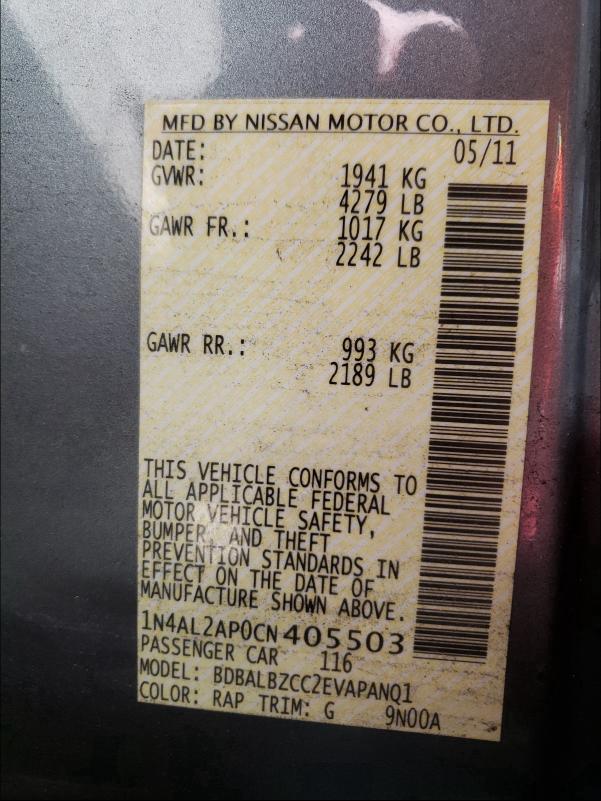 MFD BY NISSAN MOTOR CO., LTD.
DATE: 05/11
GVWR: 1941 KG
4279 LB
GAWR FR.: 1017 KG
2242 LB
GAWR RR.: 993 KG
2189 LB
THIS VEHICLE CONFORMS TO
ALL APPLICABLE FEDERAL
MOTOR VEHICLE SAFETY,
BUMPER, AND THEFT
PREVENTION STANDARDS IN
EFFECT ON THE DATE OF
MANUFACTURE SHOWN ABOVE.
1N4AL2AP0CN405503
PASSENGER CAR 116
MODEL: BDBALBZCC2EVAPANQ1
COLOR: RAP TRIM: G 9N00A